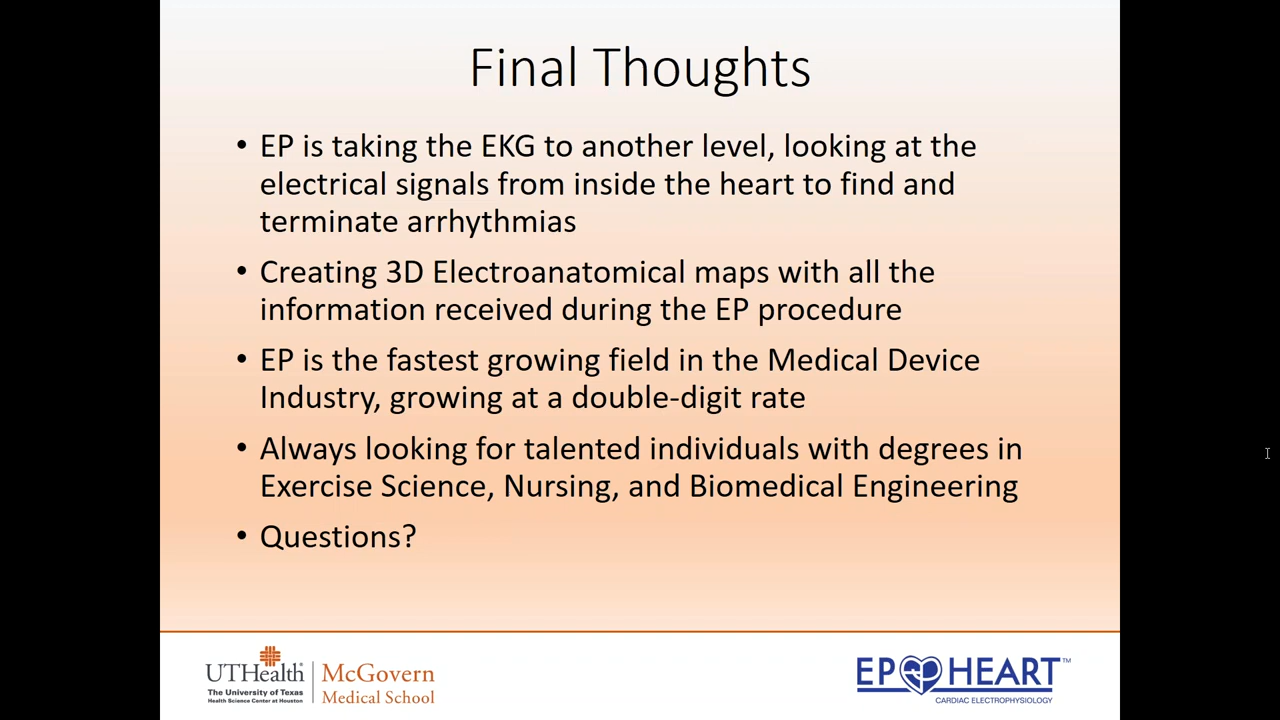 Final Thoughts
• EP is taking the EKG to another level, looking at the
electrical signals from inside the heart to find and
terminate arrhythmias
• Creating 3D Electroanatomical maps with all the
information received during the EP procedure
• EP is the fastest growing field in the Medical Device
Industry, growing at a double-digit rate
• Always looking for talented individuals with degrees in
Exercise Science, Nursing, and Biomedical Engineering
• Questions?
UTHealth®
The University of Texas
Health Science Center at Houston
McGovern
Medical School
EP HEART™
CARDIAC ELECTROPHYSIOLOGY